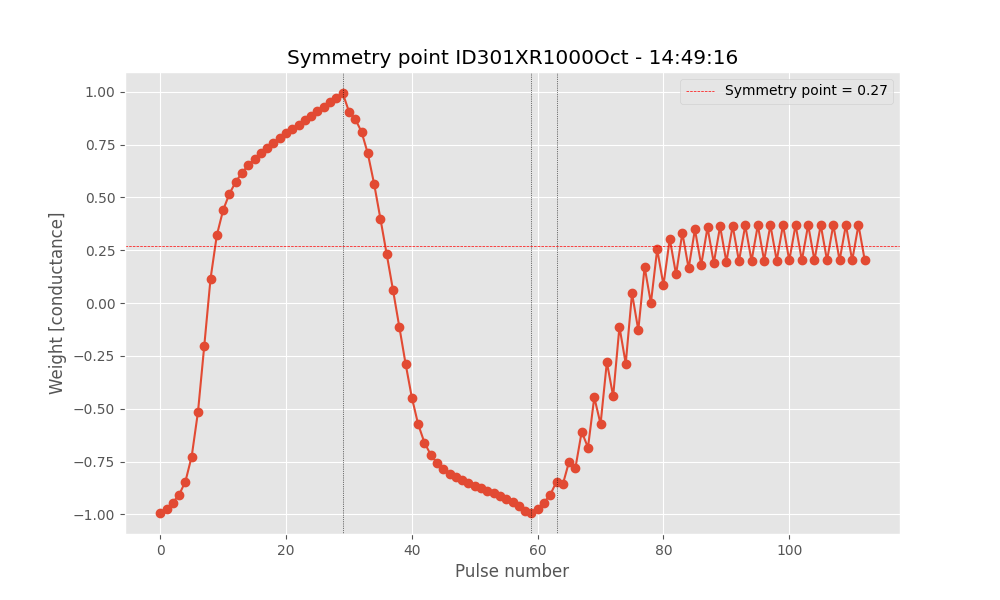 Symmetry point ID301XR1000Oct - 14:49:16
Symmetry point = 0.27
1.00
0.75
0.50
0.25
0.00
−0.25
−0.50
−0.75
−1.00
Weight [conductance]
0 20 40 60 80 100
Pulse number